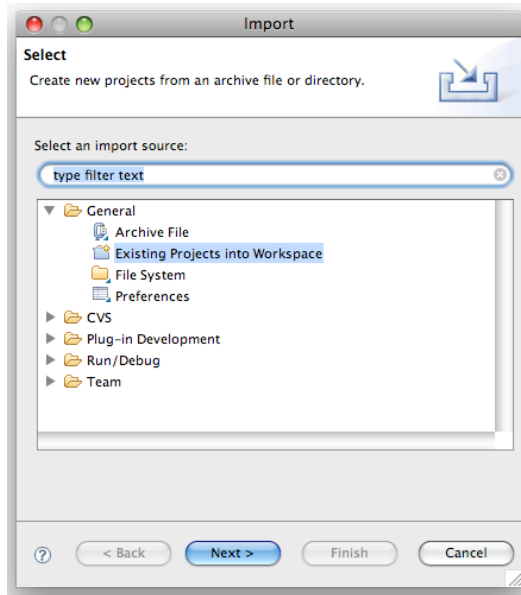 Import
Select
Create new projects from an archive file or directory.
Select an import source:
type filter text
General
Archive File
Existing Projects into Workspace
File System
Preferences
CVS
Plug-in Development
Run/Debug
Team
?
< Back
Next >
Finish
Cancel